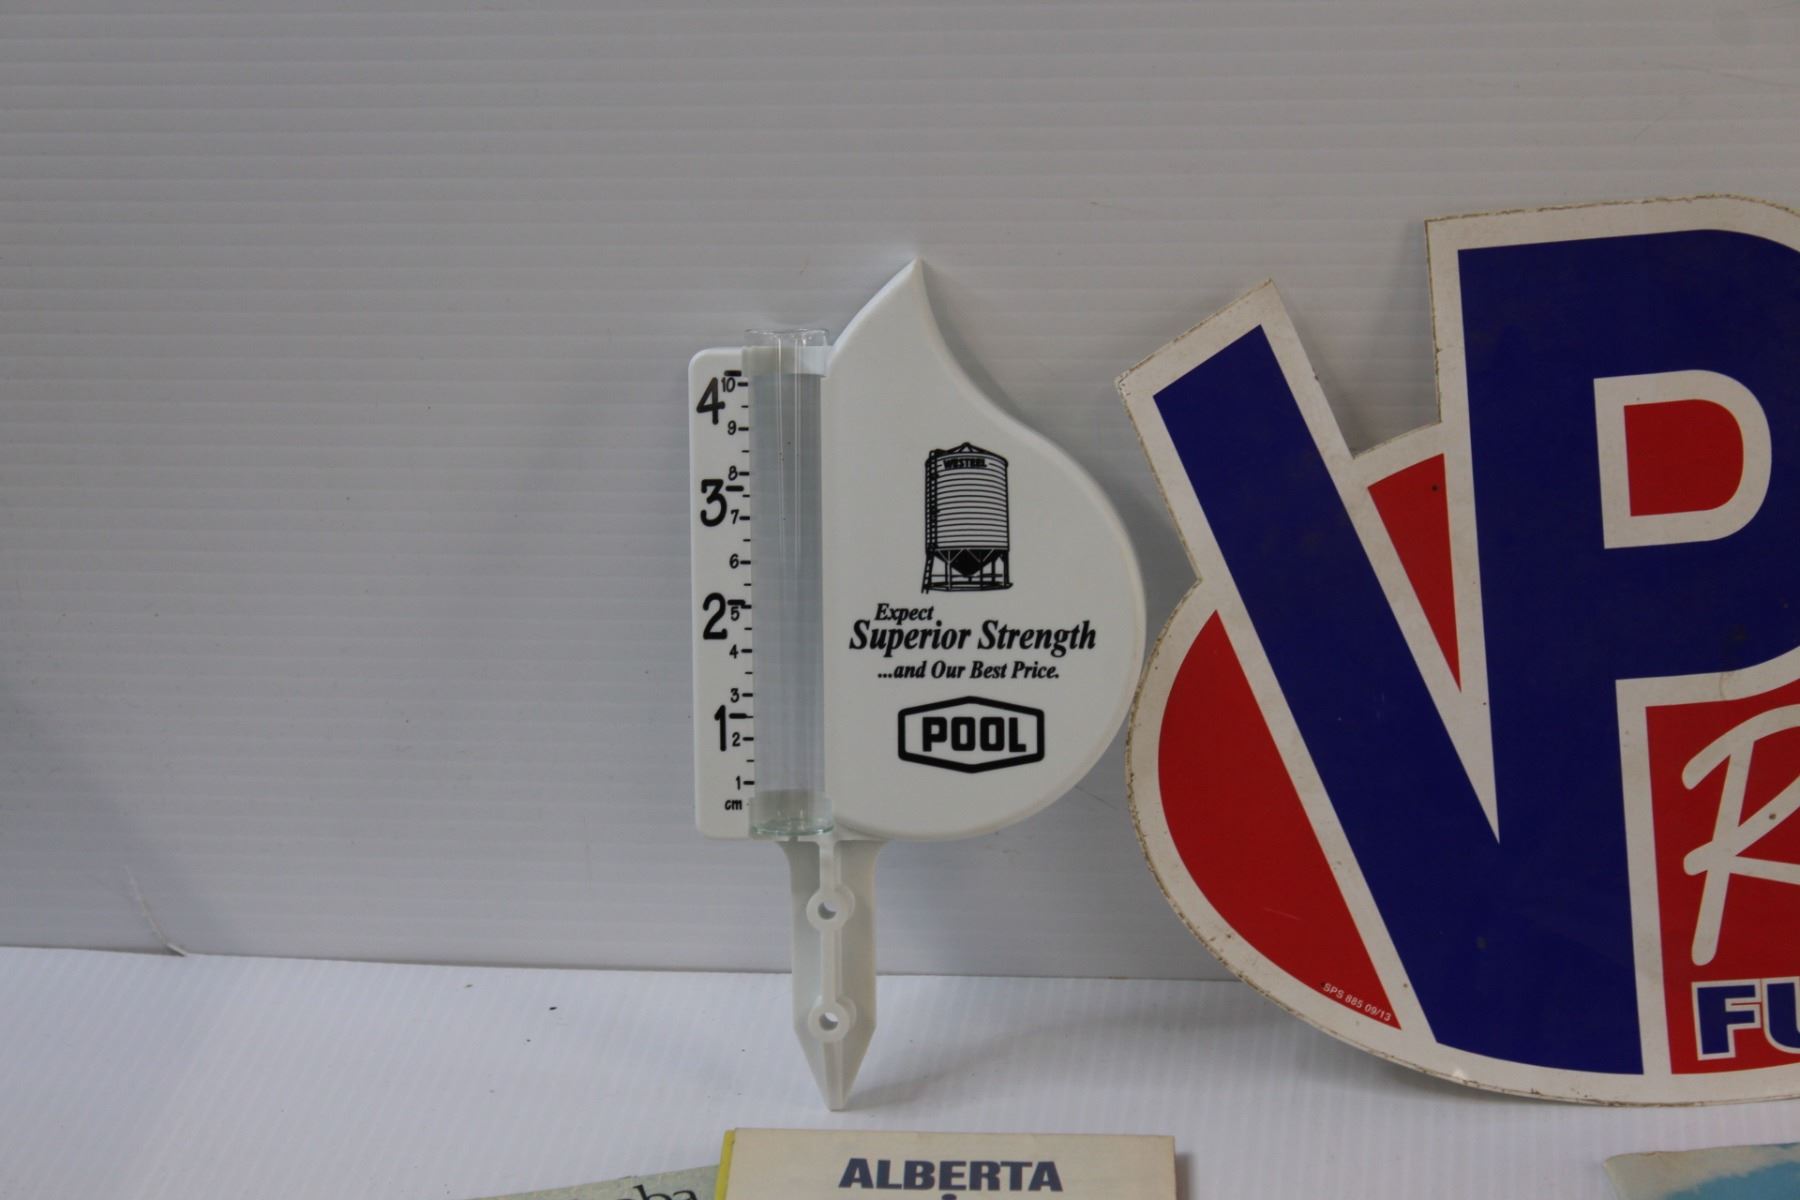 4 10
9
8
3
7
6
2 5
4
3
1
2
1
cm
WESTEEL
Expect
Superior Strength
...and Our Best Price.
POOL
VP
SPS 885 09/13
ALBERTA